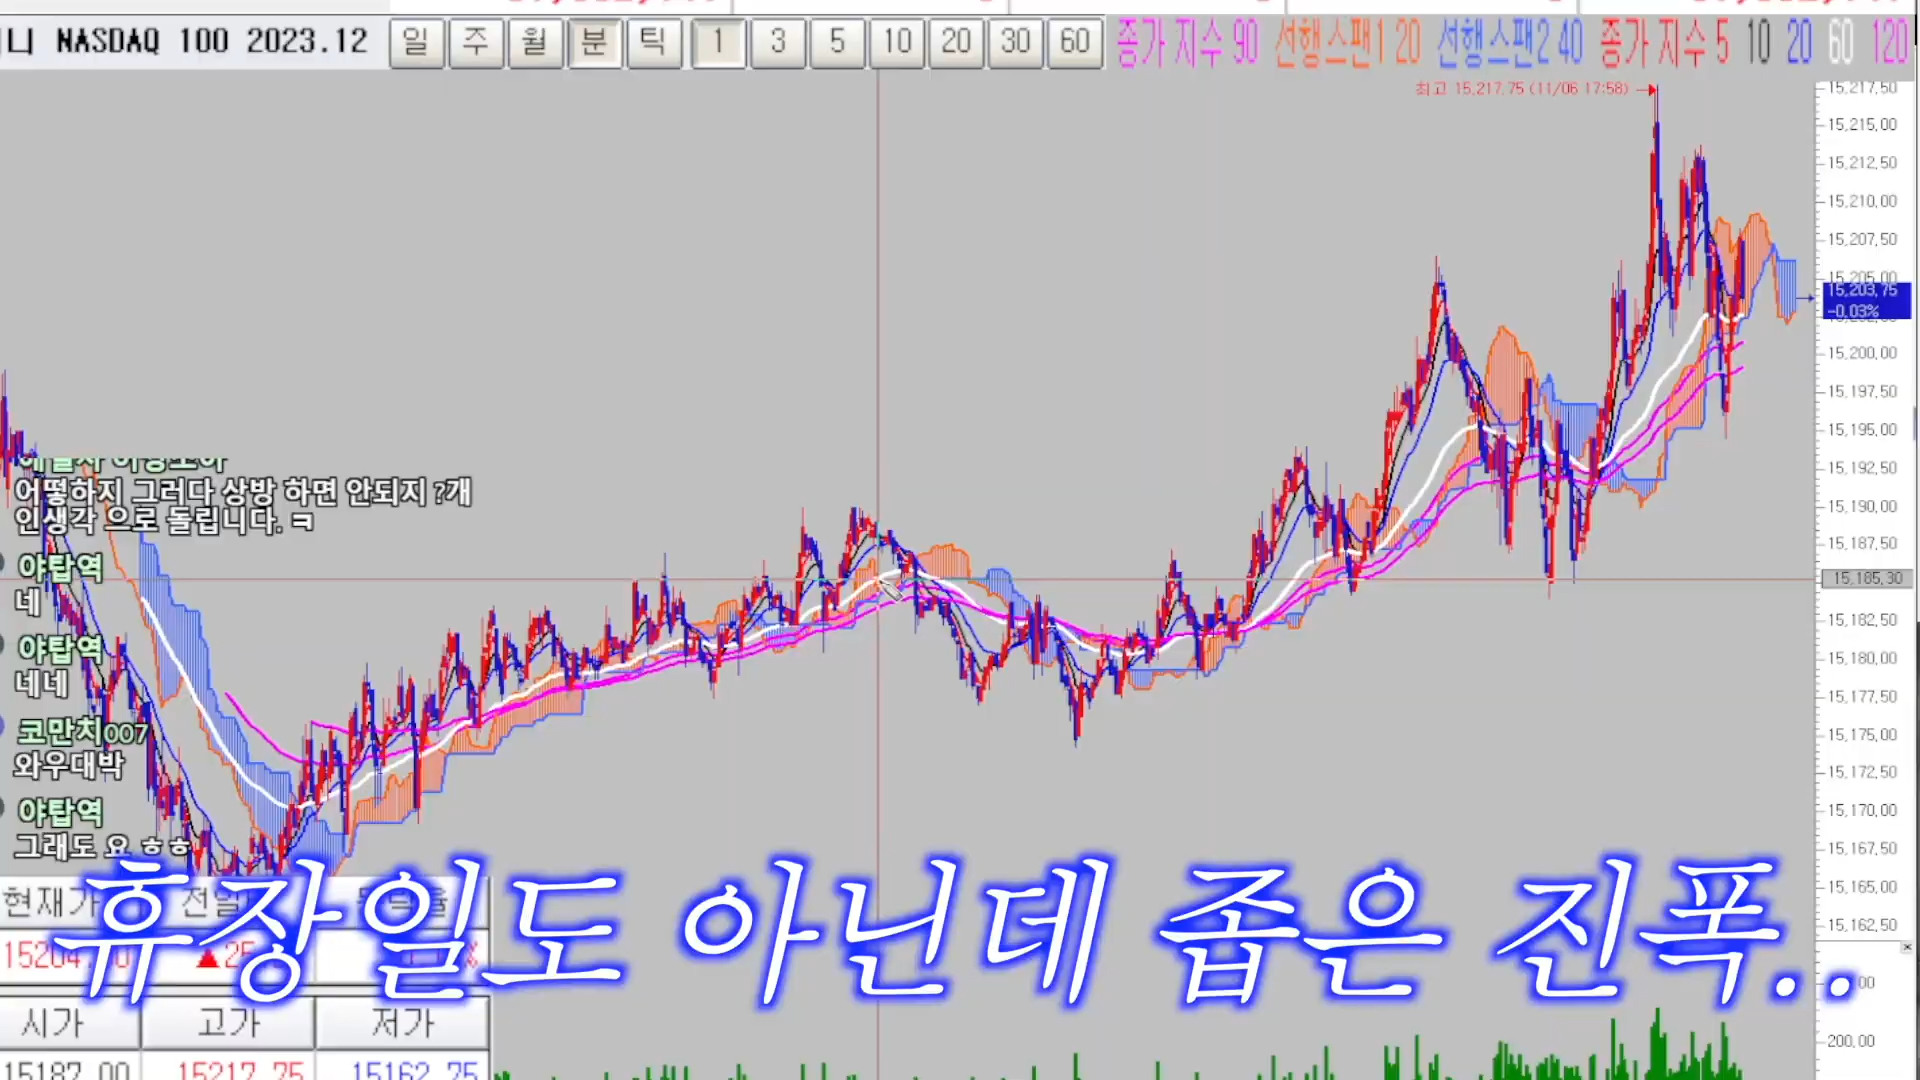 니 NASDAQ 100 2023.12 일 주 월 분 틱 1 3 5 10 20 30 60 종가 지수 90 선행스팬1 20 선행스팬2 40 종가 지수 5 10 20 60 120
최고 15,217.75 (11/06 17:58)
15,217.50
15,215.00
15,212.50
15,210.00
15,207.50
15,205.00
15,203.75
-0.03%
15,200.00
15,197.50
15,195.00
15,192.50
15,190.00
15,187.50
15,185.30
15,182.50
15,180.00
15,177.50
15,175.00
15,172.50
15,170.00
15,167.50
15,165.00
15,162.50
어떻하지 그러다 상방 하면 안되지 ?개
인생각 으로 돌립니다. ㅋ
야탑역
네
야탑역
네네
코만치007
와우대박
야탑역
그래도 요 ㅎㅎ
휴장일도 아닌데 좁은 진폭..
현재가
시가 고가 저가
15187.00 15217.75 15162.75
200.00